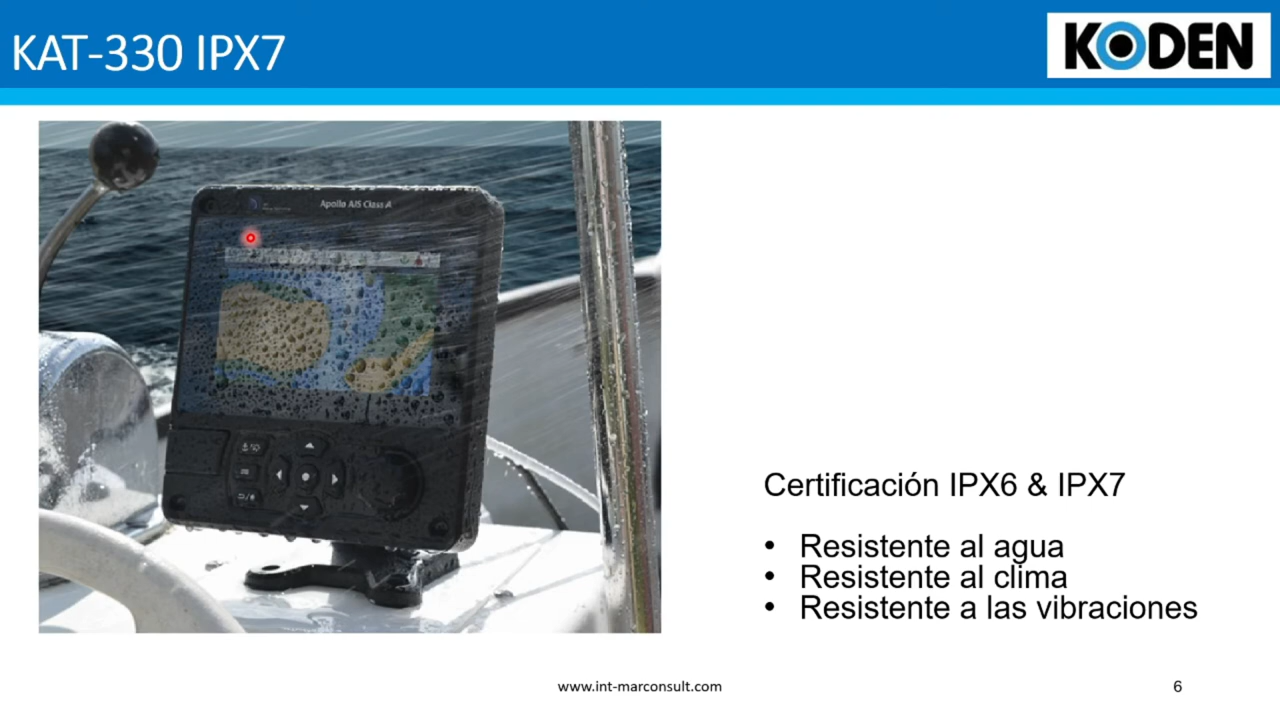 KAT-330 IPX7
KODEN
Apollo AIS Class A
Certificación IPX6 & IPX7
• Resistente al agua
• Resistente al clima
• Resistente a las vibraciones
www.int-marconsult.com
6